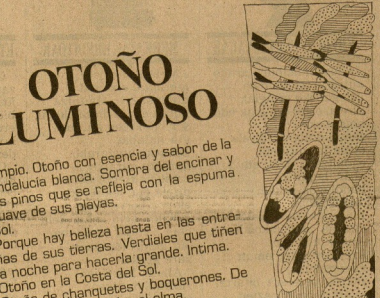 OTOÑO
LUMINOSO
mpio. Otoño con esencia y sabor de la
ndalucía blanca. Sombra del encinar y
s pinos que se refleja con la espuma
uave de sus playas.
sol.
Porque hay belleza hasta en las entra-
ñas de sus tierras. Verdiales que tiñen
a noche para hacerla grande. Intima.
Otoño en la Costa del Sol.
de chanquetes y boquerones. De
alma